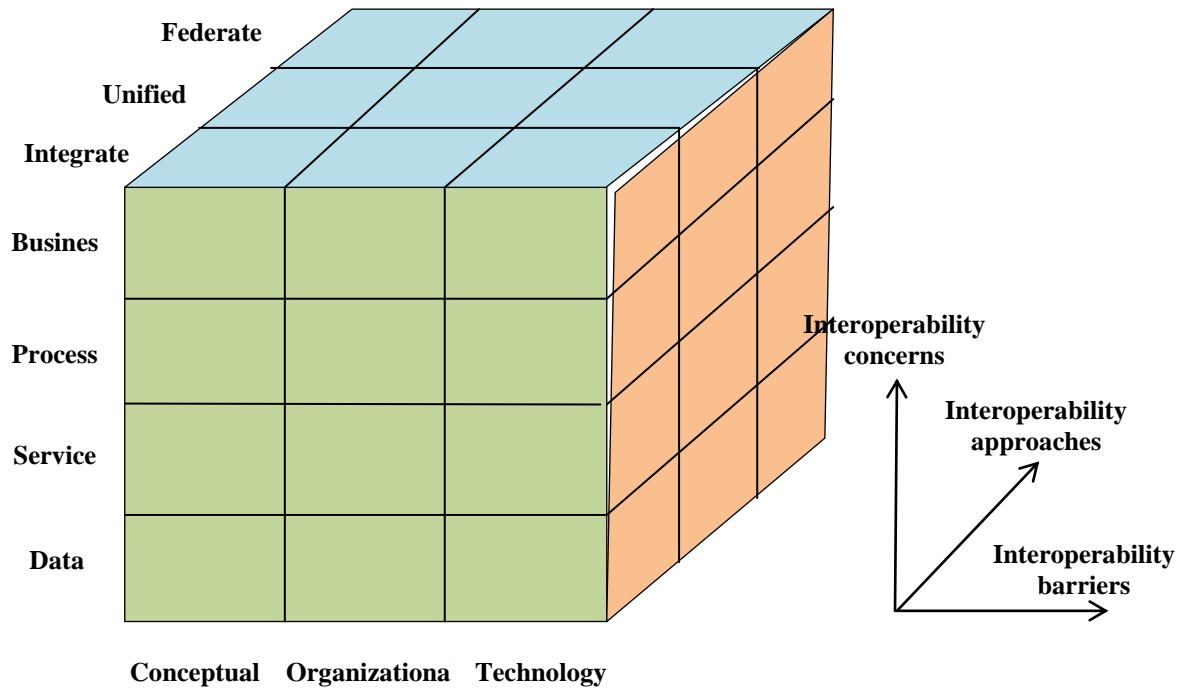 Federate
Unified
Integrate
Busines
Process
Service
Data
Conceptual
Organizationa
Technology
Interoperability
concerns
Interoperability
approaches
Interoperability
barriers